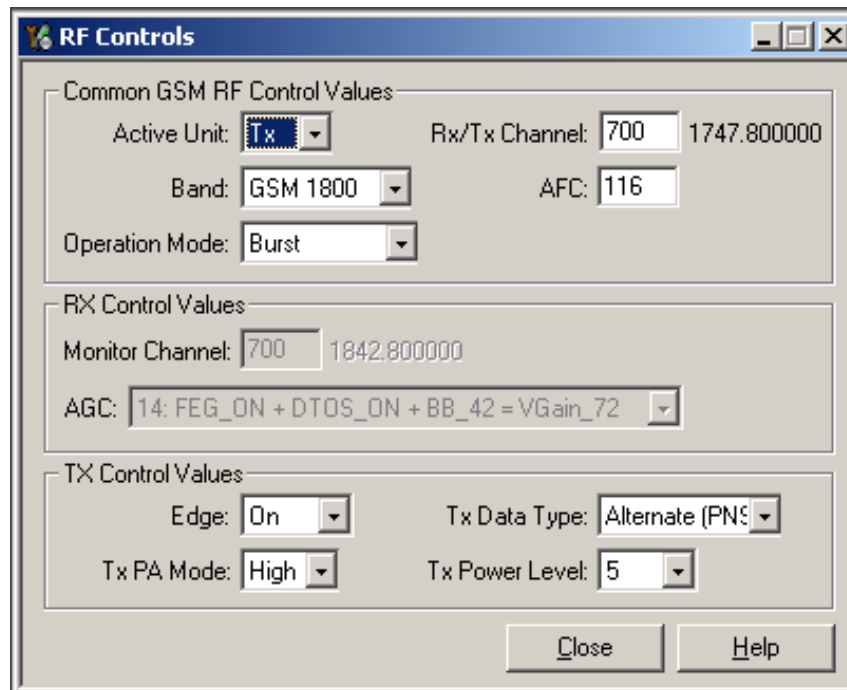 RF Controls
Common GSM RF Control Values
Active Unit: Tx Rx/Tx Channel: 700 1747.800000
Band: GSM 1800 AFC: 116
Operation Mode: Burst
RX Control Values
Monitor Channel: 700 1842.800000
AGC: 14: FEG_ON + DTOS_ON + BB_42 = VGain_72
TX Control Values
Edge: On Tx Data Type: Alternate (PNS
Tx PA Mode: High Tx Power Level: 5
Close Help